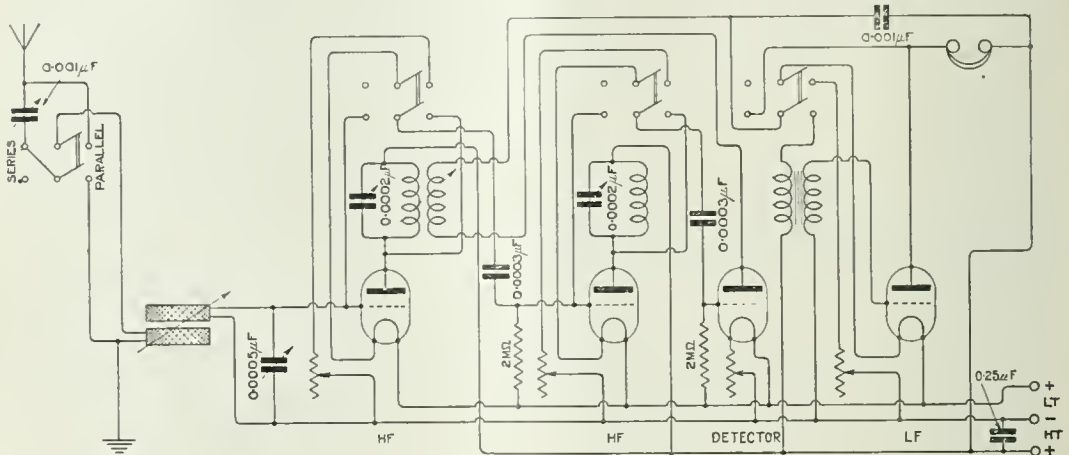 0·001μF
SERIES
PARALLEL
0·0005μF
0·0002μF
0·0003μF
2MΩ
0·0002μF
0·0003μF
2MΩ
0·001μF
0·25μF
+
LT
−
HT
+
HF
HF
DETECTOR
LF